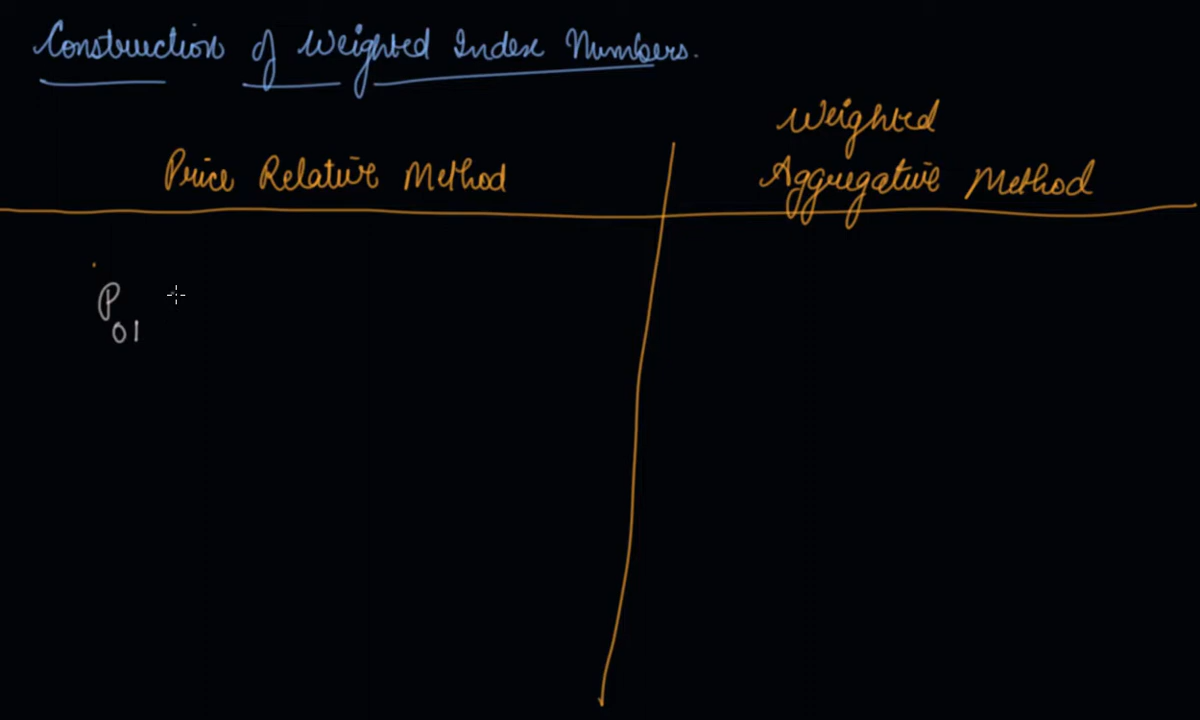 Construction of Weighted Index Numbers.
Price Relative Method
Weighted
Aggregative Method
P01